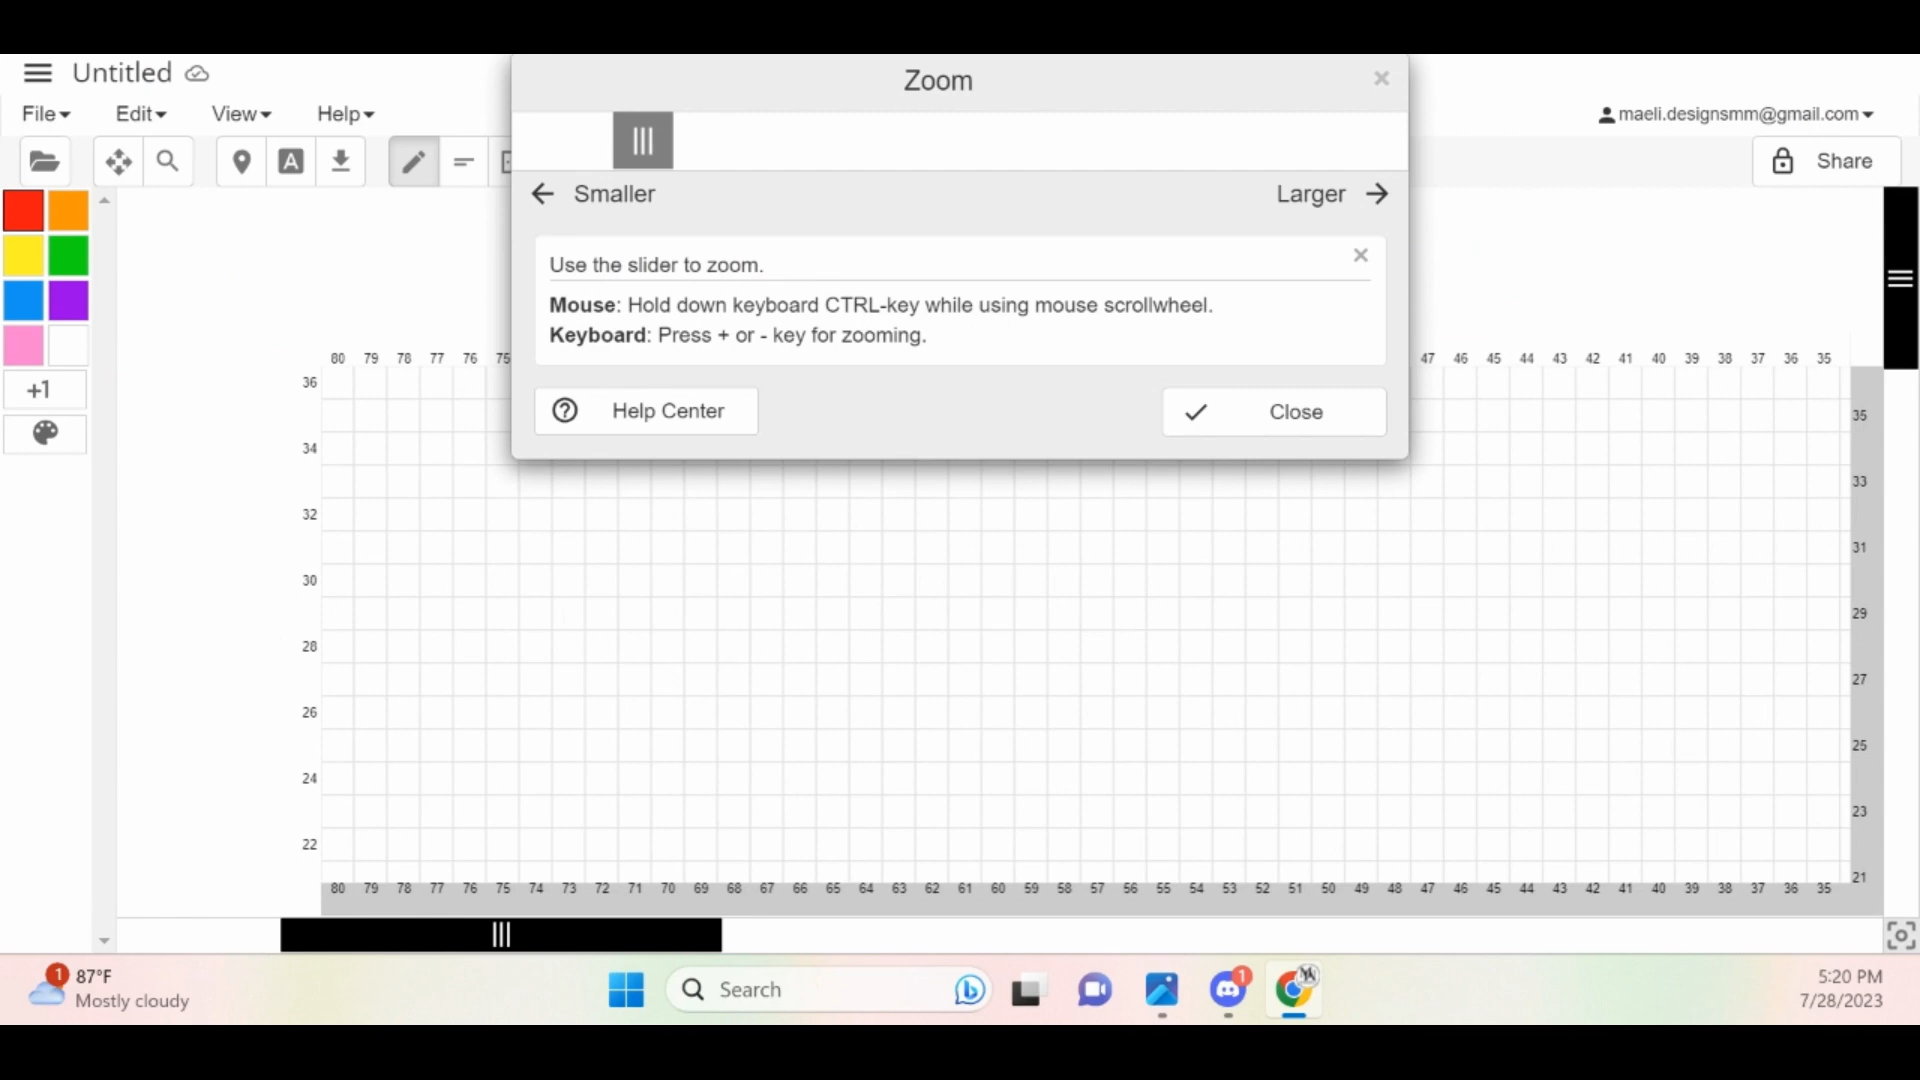 Untitled
Zoom
File Edit View Help
maeli.designsmm@gmail.com
A
Share
Smaller
Larger
Use the slider to zoom.
Mouse: Hold down keyboard CTRL-key while using mouse scrollwheel.
Keyboard: Press + or - key for zooming.
80 79 78 77 76 75 47 46 45 44 43 42 41 40 39 38 37 36 35
36
+1
Help Center
Close
35
34
33
32
31
30
29
28
27
26
25
24
23
22
21
80 79 78 77 76 75 74 73 72 71 70 69 68 67 66 65 64 63 62 61 60 59 58 57 56 55 54 53 52 51 50 49 48 47 46 45 44 43 42 41 40 39 38 37 36 35
1
87°F
Mostly cloudy
Search
1
5:20 PM
7/28/2023